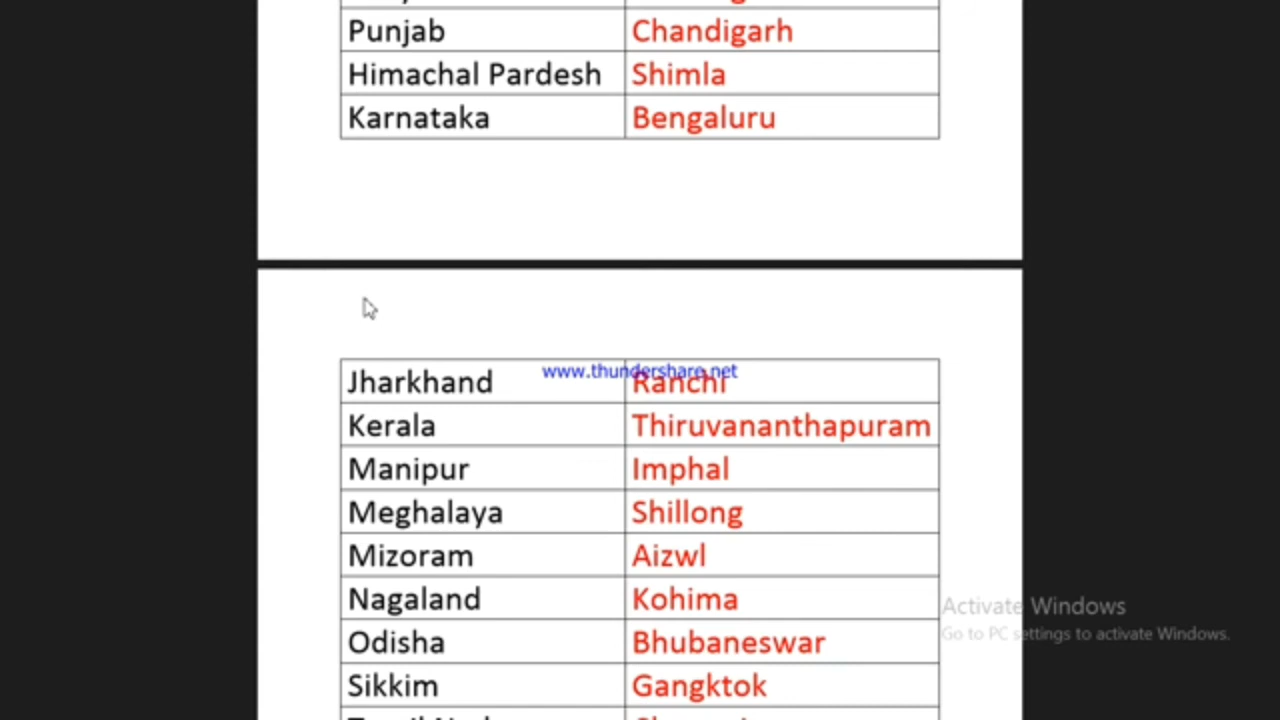 Punjab Chandigarh
Himachal Pardesh Shimla
Karnataka Bengaluru
www.thundershare.net
Jharkhand Ranchi
Kerala Thiruvananthapuram
Manipur Imphal
Meghalaya Shillong
Mizoram Aizwl
Nagaland Kohima
Activate Windows
Go to PC settings to activate Windows.
Odisha Bhubaneswar
Sikkim Gangktok